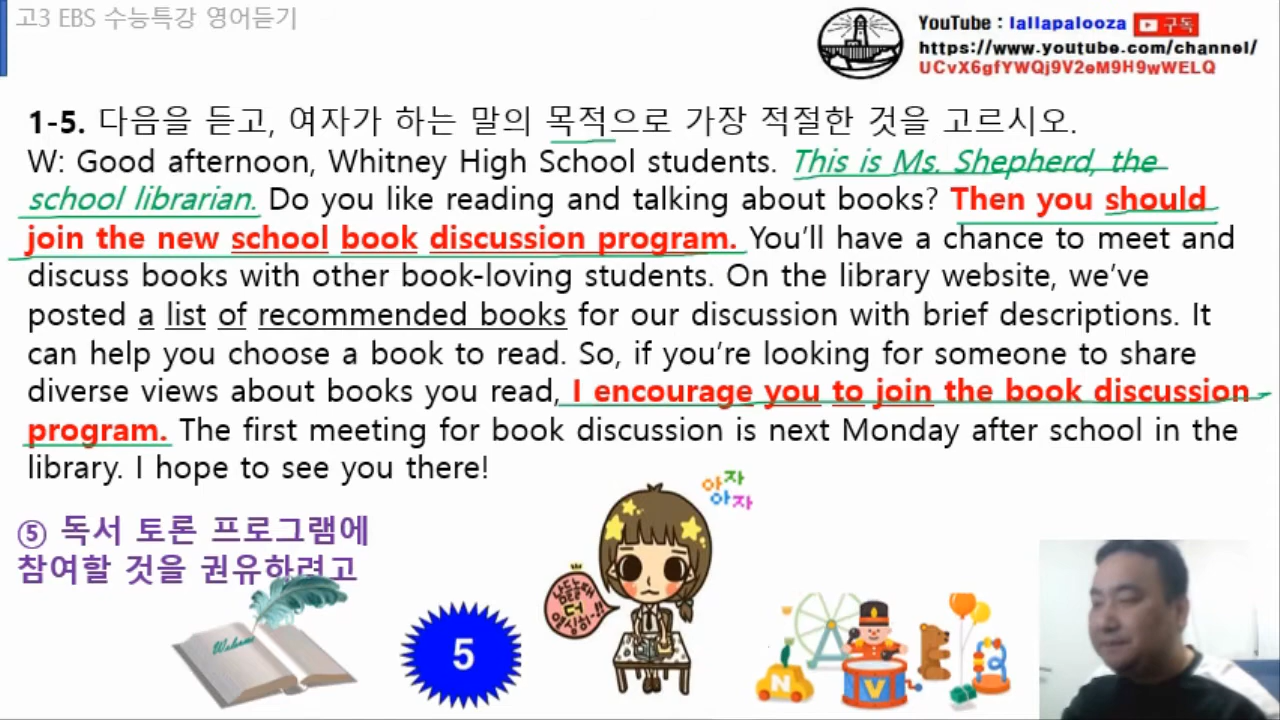 고3 EBS 수능특강 영어듣기
YouTube : lallapalooza 구독
https://www.youtube.com/channel/
UCvX6gfYWQj9V2eM9H9wWELQ
1-5. 다음을 듣고, 여자가 하는 말의 목적으로 가장 적절한 것을 고르시오.
W: Good afternoon, Whitney High School students. This is Ms. Shepherd, the
school librarian. Do you like reading and talking about books? Then you should
join the new school book discussion program. You’ll have a chance to meet and
discuss books with other book-loving students. On the library website, we’ve
posted a list of recommended books for our discussion with brief descriptions. It
can help you choose a book to read. So, if you’re looking for someone to share
diverse views about books you read, I encourage you to join the book discussion
program. The first meeting for book discussion is next Monday after school in the
library. I hope to see you there!
⑤ 독서 토론 프로그램에
참여할 것을 권유하려고
아자
아자
남들놀때
더
열심히~!!!
Welcome
5
N
V